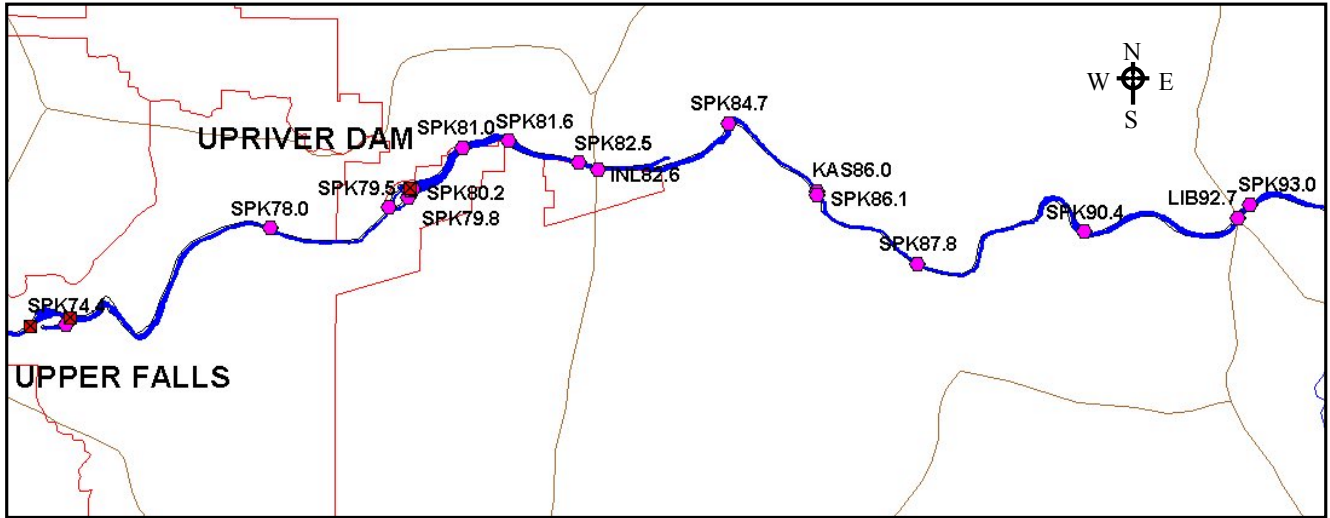 N
W E
S
SPK84.7
UPRIVER DAM
SPK81.0
SPK81.6
SPK82.5
INL82.6
KAS86.0
SPK86.1
SPK79.5
SPK80.2
SPK79.8
SPK78.0
LIB92.7
SPK93.0
SPK90.4
SPK87.8
SPK74.4
UPPER FALLS